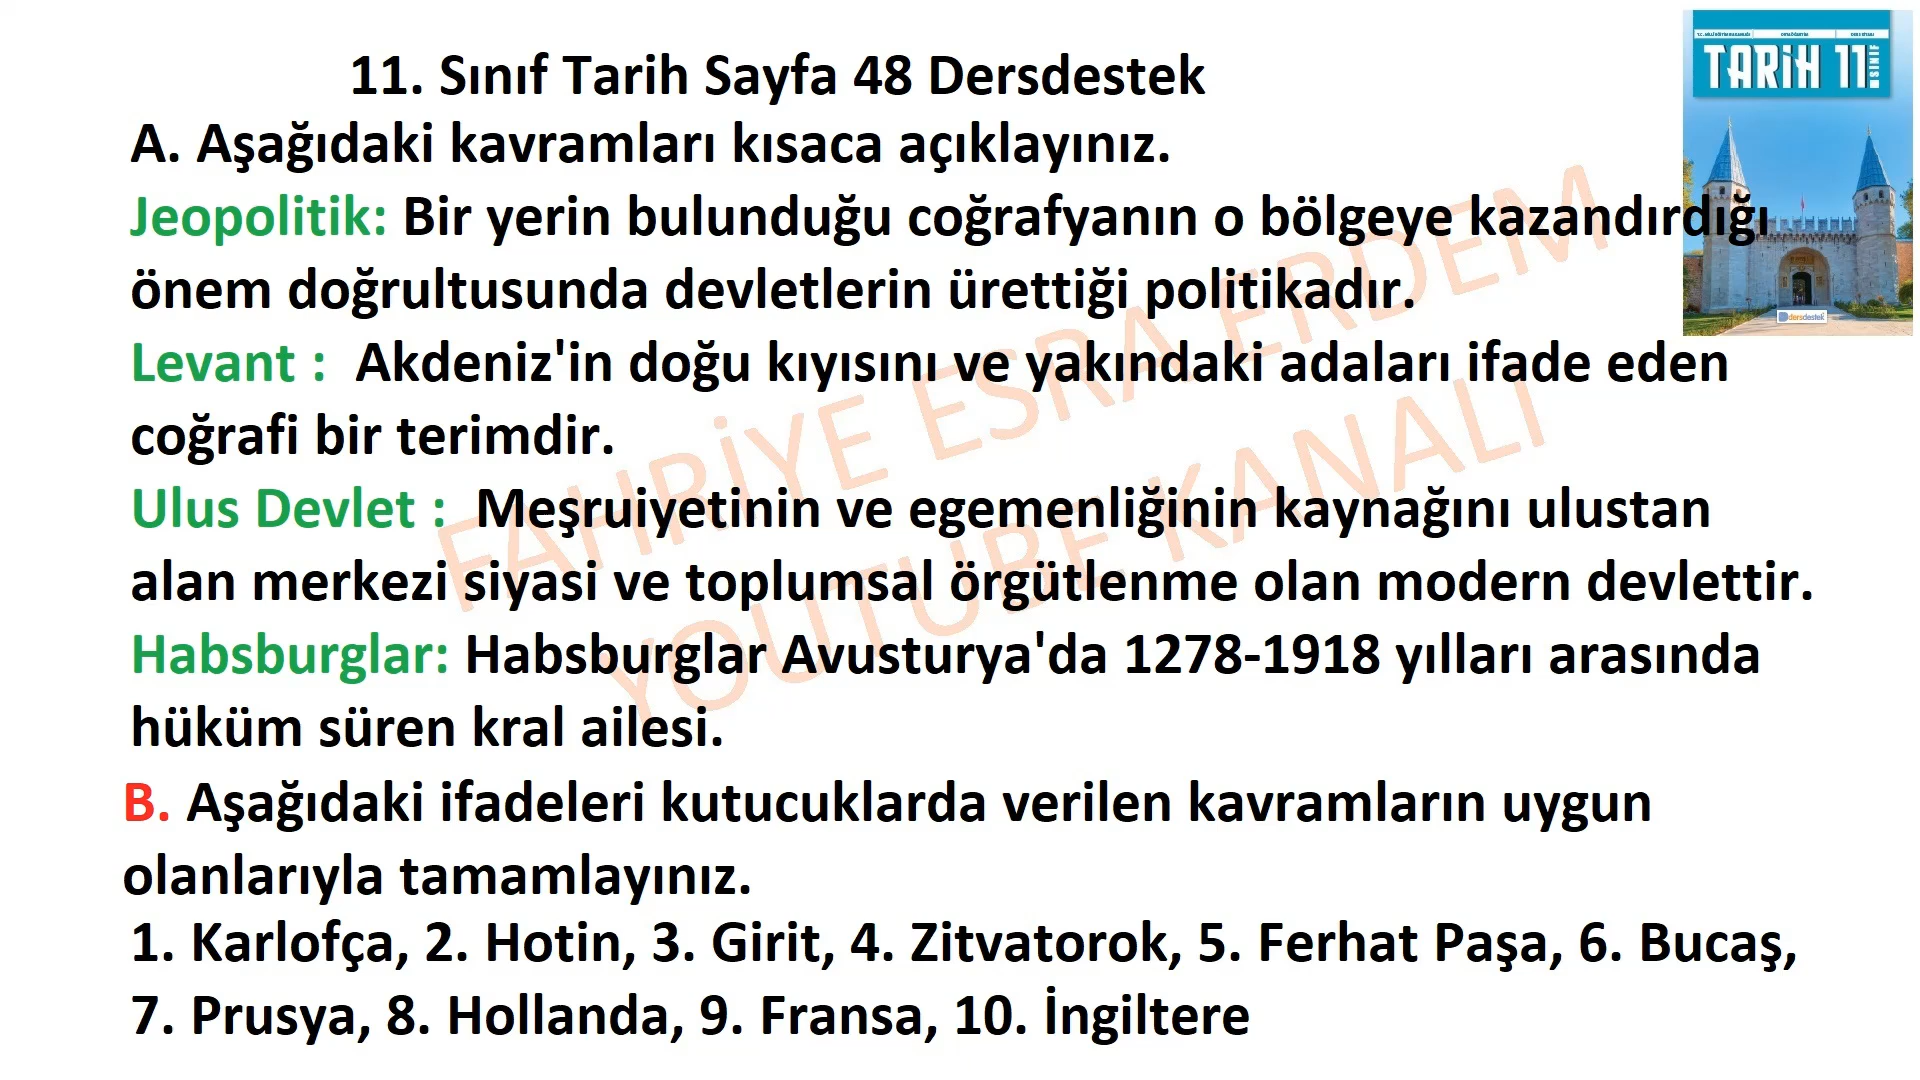 11. Sınıf Tarih Sayfa 48 Dersdestek
A. Aşağıdaki kavramları kısaca açıklayınız.
Jeopolitik: Bir yerin bulunduğu coğrafyanın o bölgeye kazandırdığı
önem doğrultusunda devletlerin ürettiği politikadır.
Levant :  Akdeniz'in doğu kıyısını ve yakındaki adaları ifade eden
coğrafi bir terimdir.
Ulus Devlet :  Meşruiyetinin ve egemenliğinin kaynağını ulustan
alan merkezi siyasi ve toplumsal örgütlenme olan modern devlettir.
Habsburglar: Habsburglar Avusturya'da 1278-1918 yılları arasında
hüküm süren kral ailesi.
B. Aşağıdaki ifadeleri kutucuklarda verilen kavramların uygun
olanlarıyla tamamlayınız.
1. Karlofça, 2. Hotin, 3. Girit, 4. Zitvatorok, 5. Ferhat Paşa, 6. Bucaş,
7. Prusya, 8. Hollanda, 9. Fransa, 10. İngiltere
FAHRİYE ESRA ERDEM
YOUTUBE KANALI
TARİH 11 SINIF
dersdestek